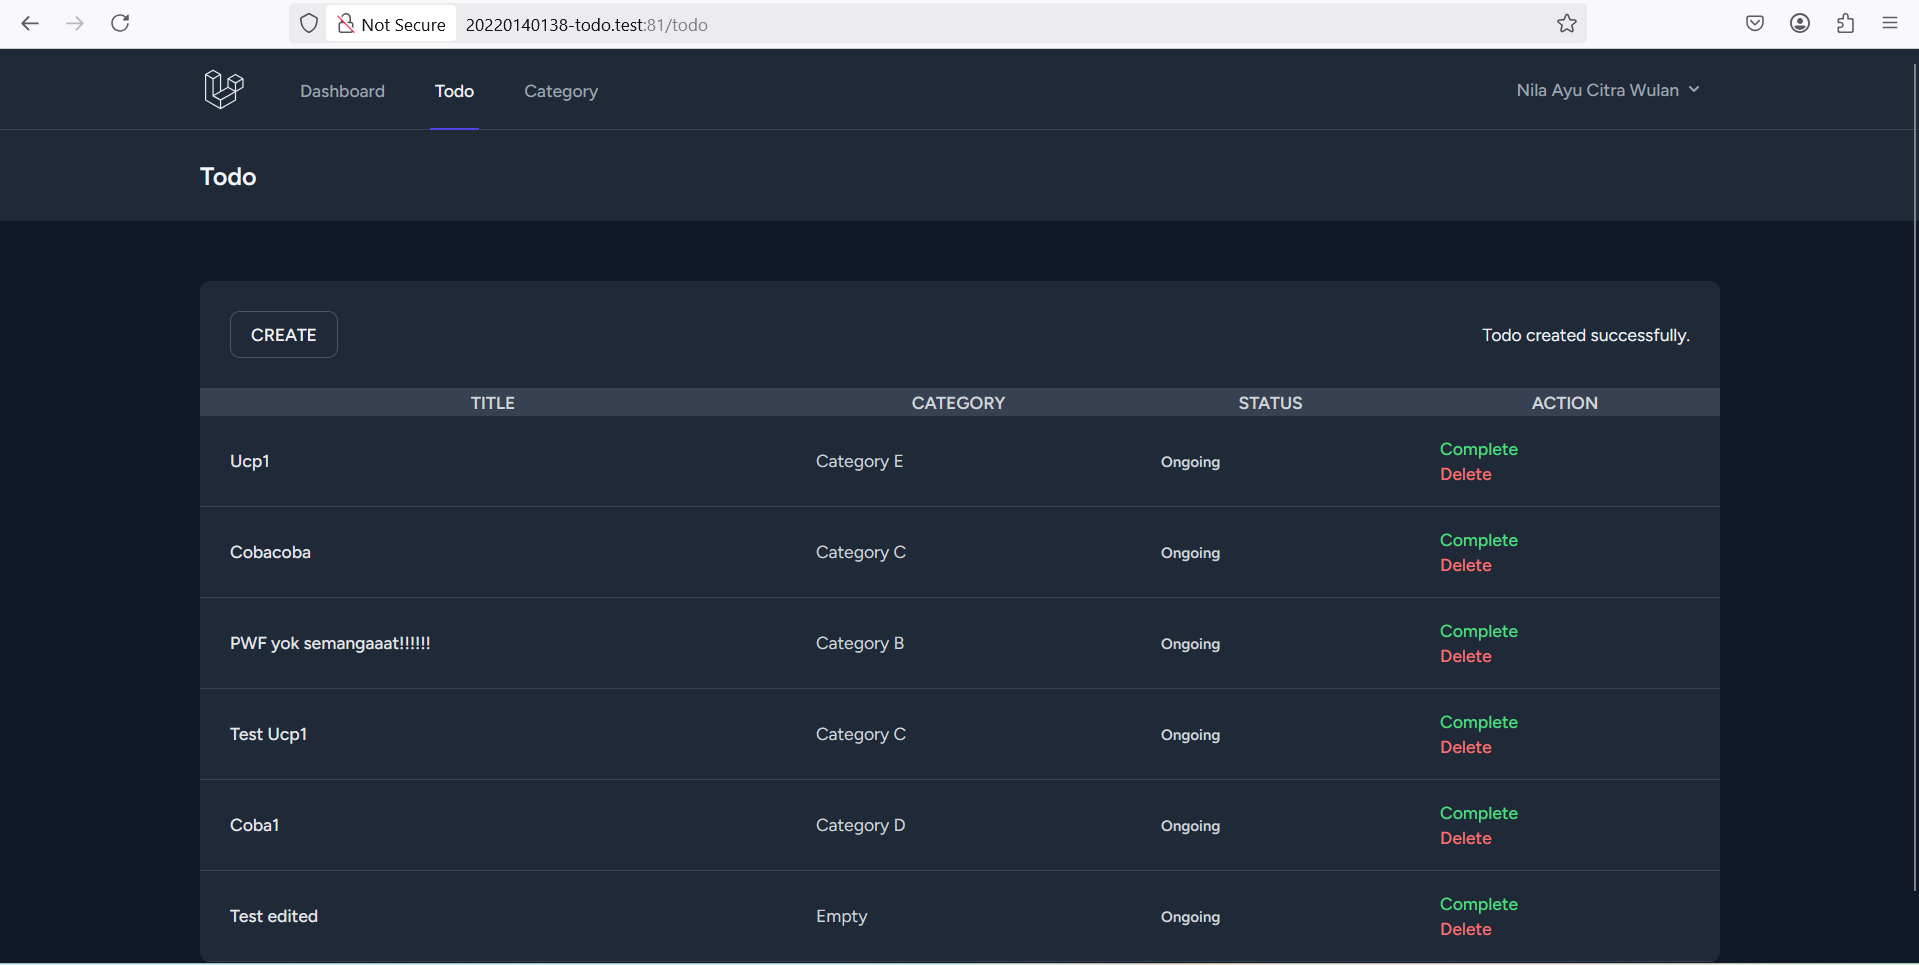 Not Secure 20220140138-todo.test:81/todo
Dashboard Todo Category Nila Ayu Citra Wulan
Todo
CREATE Todo created successfully.
TITLE CATEGORY STATUS ACTION
Ucp1 Category E Ongoing Complete
Delete
Cobacoba Category C Ongoing Complete
Delete
PWF yok semangaaat!!!!!! Category B Ongoing Complete
Delete
Test Ucp1 Category C Ongoing Complete
Delete
Coba1 Category D Ongoing Complete
Delete
Test edited Empty Ongoing Complete
Delete